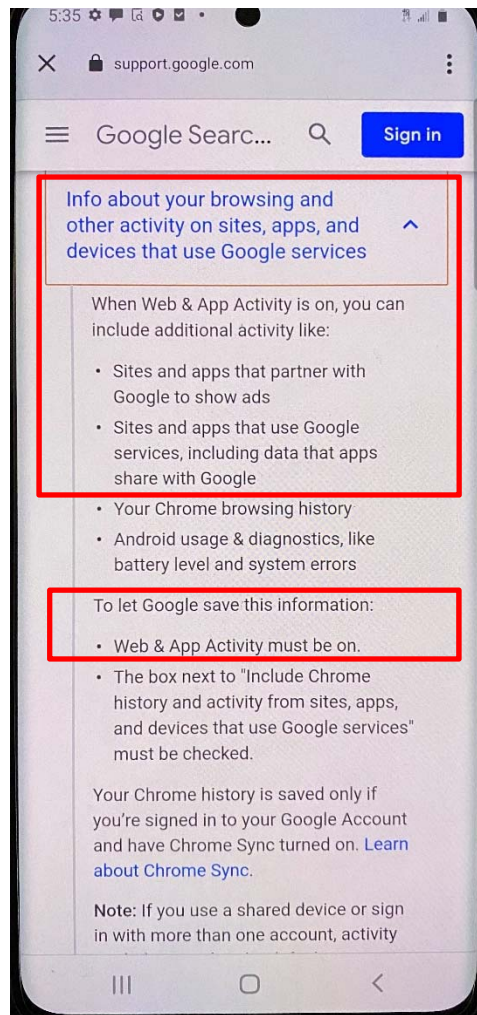 5:35
support.google.com
Google Searc...
Sign in
Info about your browsing and
other activity on sites, apps, and
devices that use Google services
When Web & App Activity is on, you can
include additional activity like:
• Sites and apps that partner with
Google to show ads
• Sites and apps that use Google
services, including data that apps
share with Google
• Your Chrome browsing history
• Android usage & diagnostics, like
battery level and system errors
To let Google save this information:
• Web & App Activity must be on.
• The box next to "Include Chrome
history and activity from sites, apps,
and devices that use Google services"
must be checked.
Your Chrome history is saved only if
you're signed in to your Google Account
and have Chrome Sync turned on. Learn
about Chrome Sync.
Note: If you use a shared device or sign
in with more than one account, activity